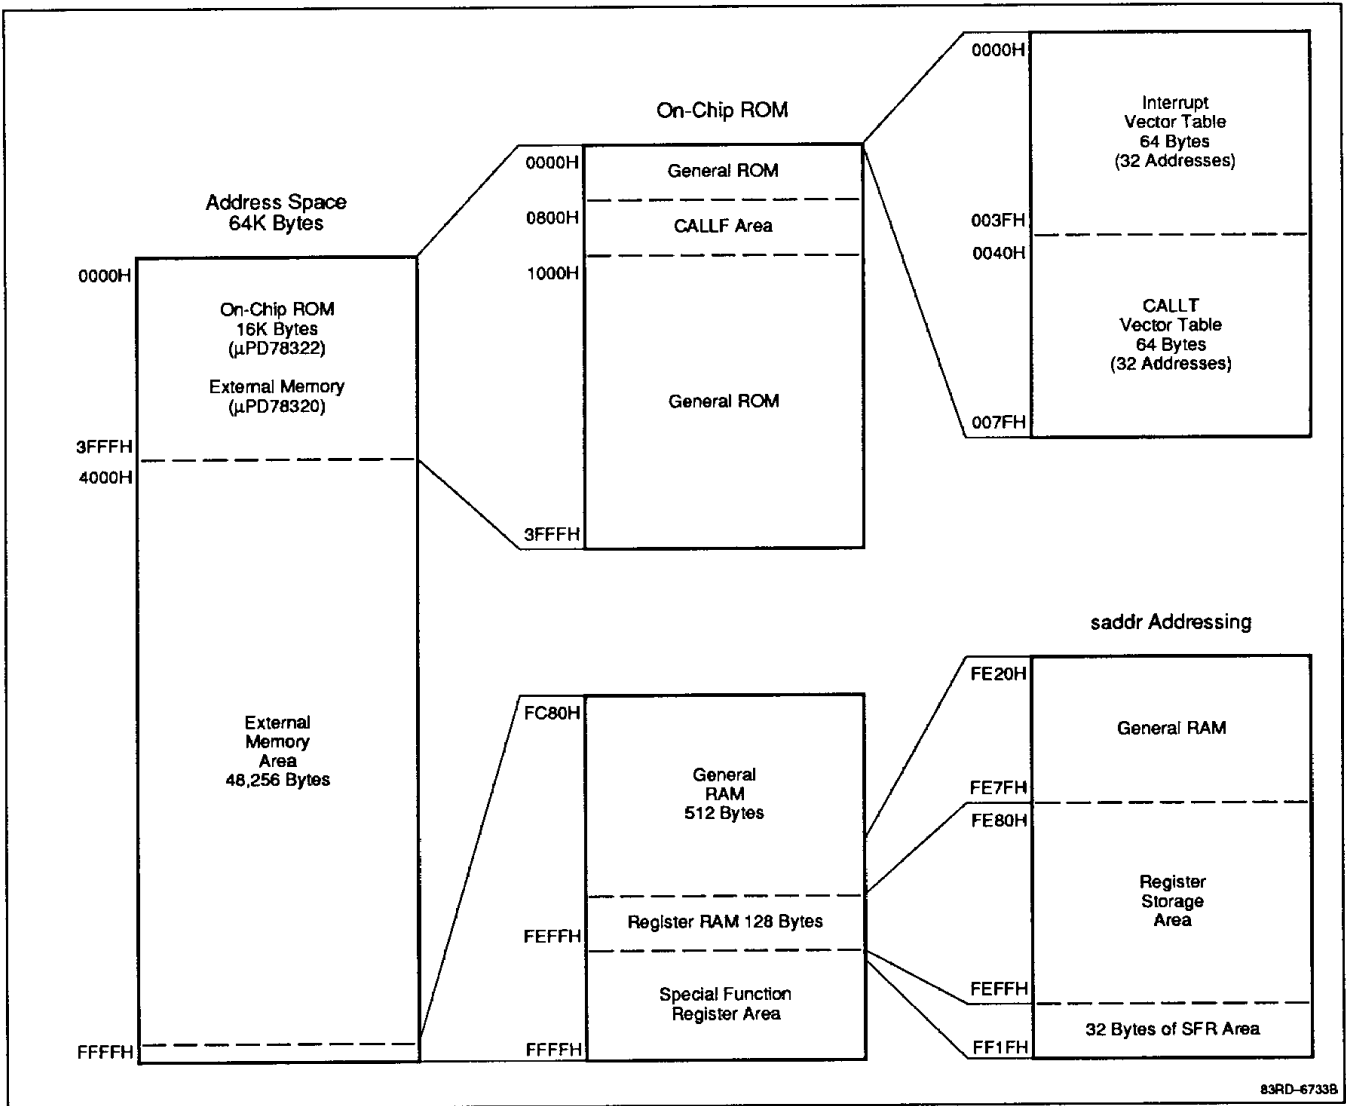 Address Space
64K Bytes
0000H
On-Chip ROM
16K Bytes
(μPD78322)
External Memory
(μPD78320)
3FFFH
4000H
External
Memory
Area
48,256 Bytes
FFFFH
On-Chip ROM
0000H
General ROM
0800H
CALLF Area
1000H
General ROM
3FFFH
0000H
Interrupt
Vector Table
64 Bytes
(32 Addresses)
003FH
0040H
CALLT
Vector Table
64 Bytes
(32 Addresses)
007FH
FC80H
General
RAM
512 Bytes
Register RAM 128 Bytes
FEFFH
Special Function
Register Area
FFFFH
saddr Addressing
FE20H
General RAM
FE7FH
FE80H
Register
Storage
Area
FEFFH
32 Bytes of SFR Area
FF1FH
83RD-6733B